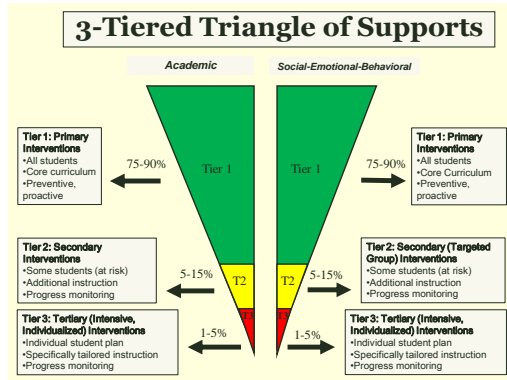 3-Tiered Triangle of Supports
Academic
Social-Emotional-Behavioral
Tier 1: Primary
Interventions
•All students
•Core curriculum
•Preventive,
proactive
75-90%
Tier 1
Tier 1
75-90%
Tier 1: Primary
Interventions
•All students
•Core Curriculum
•Preventive,
proactive
Tier 2: Secondary
Interventions
•Some students (at risk)
•Additional instruction
•Progress monitoring
5-15%
T2
T2
5-15%
Tier 2: Secondary (Targeted
Group) Interventions
•Some students (at risk)
•Additional instruction
•Progress monitoring
Tier 3: Tertiary (Intensive,
Individualized) Interventions
•Individual student plan
•Specifically tailored instruction
•Progress monitoring
1-5%
T3
T3
1-5%
Tier 3: Tertiary (Intensive,
Individualized) Interventions
•Individual student plan
•Specifically tailored instruction
•Progress monitoring